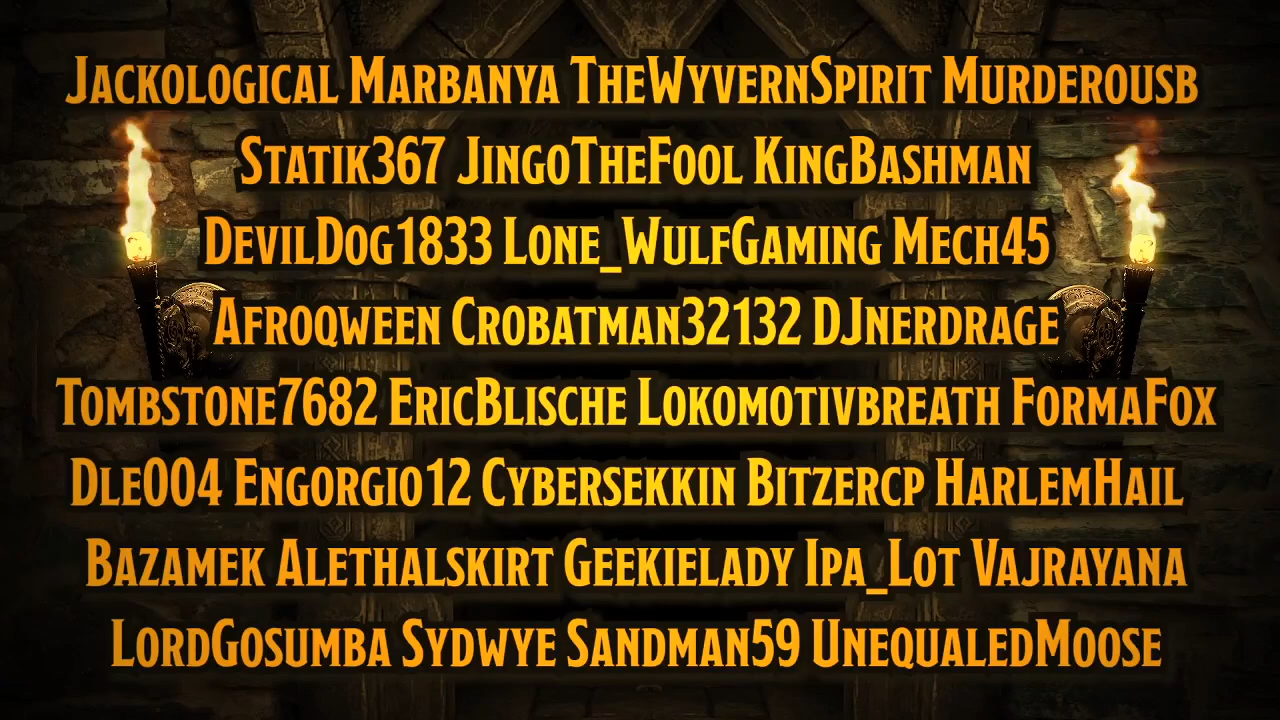 Jackological Marbanya TheWyvernSpirit Murderousb
Statik367 JingoTheFool KingBashman
DevilDog1833 Lone_WulfGaming Mech45
Afroqween Crobatman32132 DJnerdrage
Tombstone7682 EricBlische Lokomotivbreath FormaFox
Dle004 Engorgio12 Cybersekkin Bitzercp HarlemHail
Bazamek Alethalskirt Geekielady Ipa_Lot Vajrayana
LordGosumba Sydwye Sandman59 UnequaledMoose